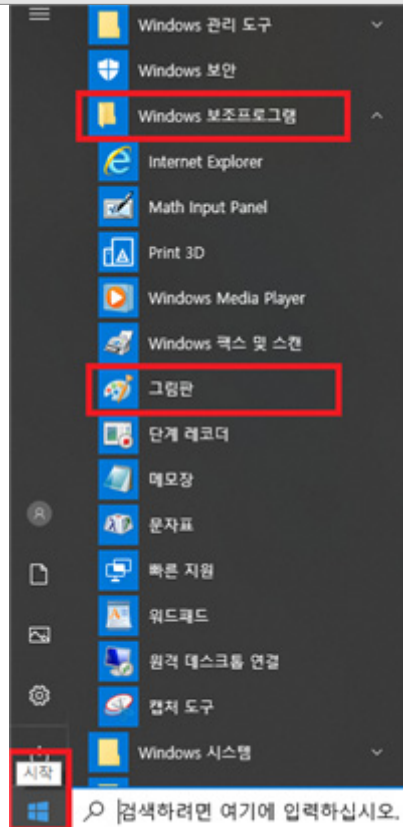 Windows 관리 도구
Windows 보안
Windows 보조프로그램
Internet Explorer
Math Input Panel
Print 3D
Windows Media Player
Windows 팩스 및 스캔
그림판
단계 레코더
메모장
문자표
빠른 지원
워드패드
원격 데스크톱 연결
캡처 도구
Windows 시스템
시작
검색하려면 여기에 입력하십시오.